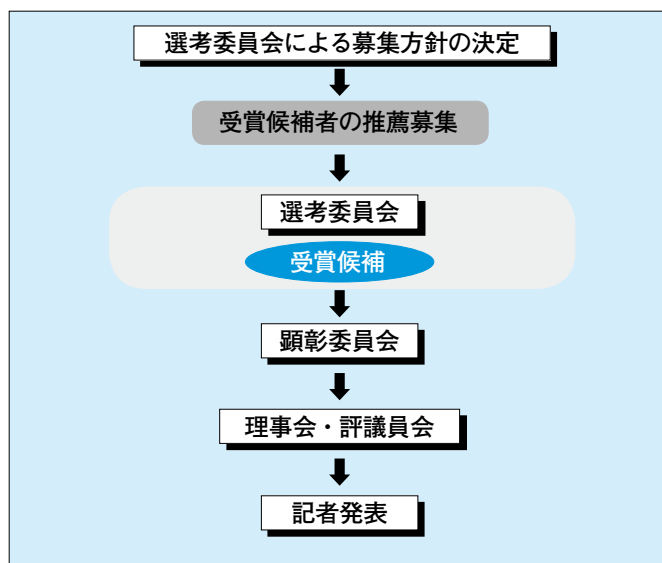 選考委員会による募集方針の決定
受賞候補者の推薦募集
選考委員会
受賞候補
顕彰委員会
理事会・評議員会
記者発表